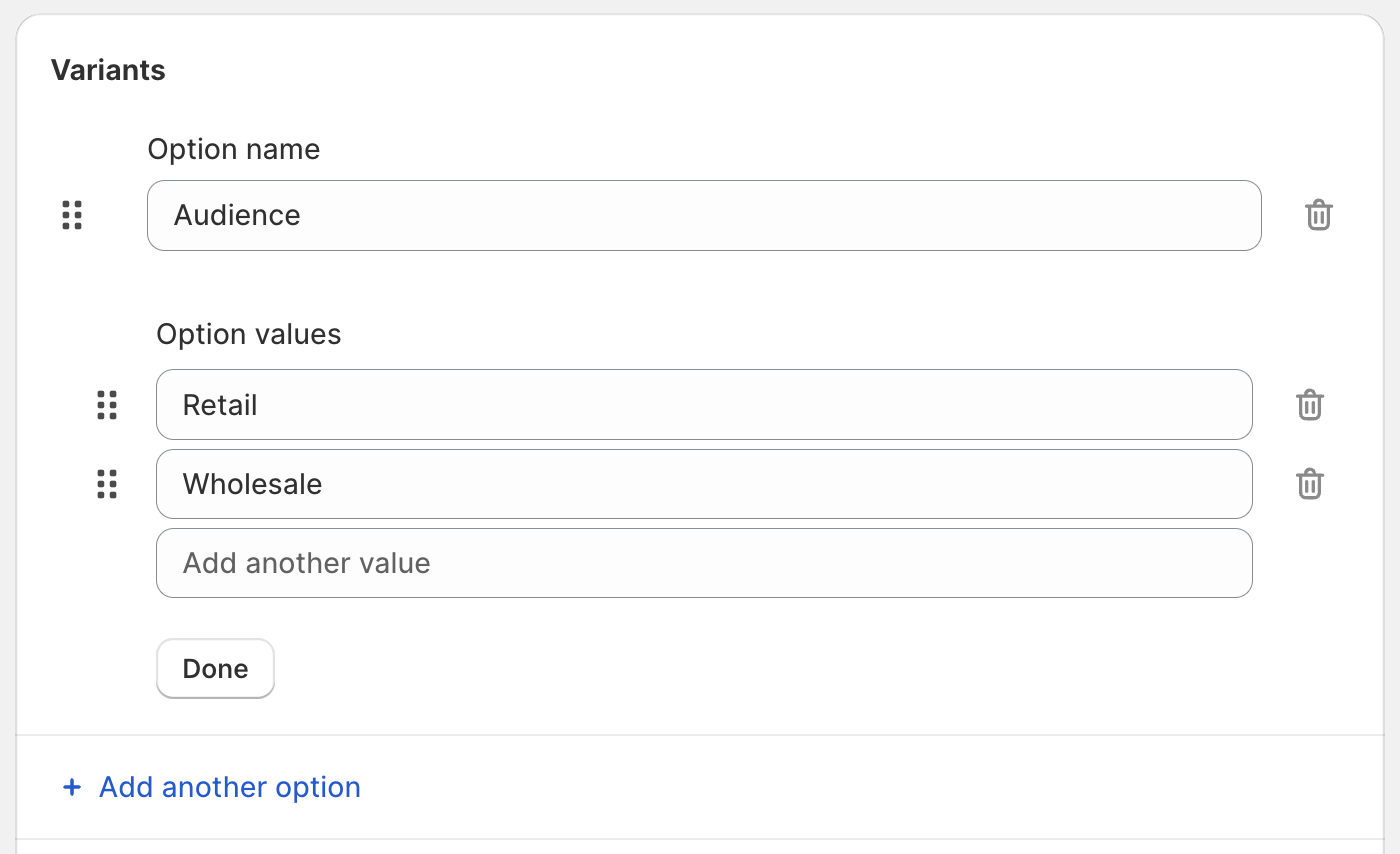 Variants
Option name
Audience
Option values
Retail
Wholesale
Add another value
Done
+ Add another option